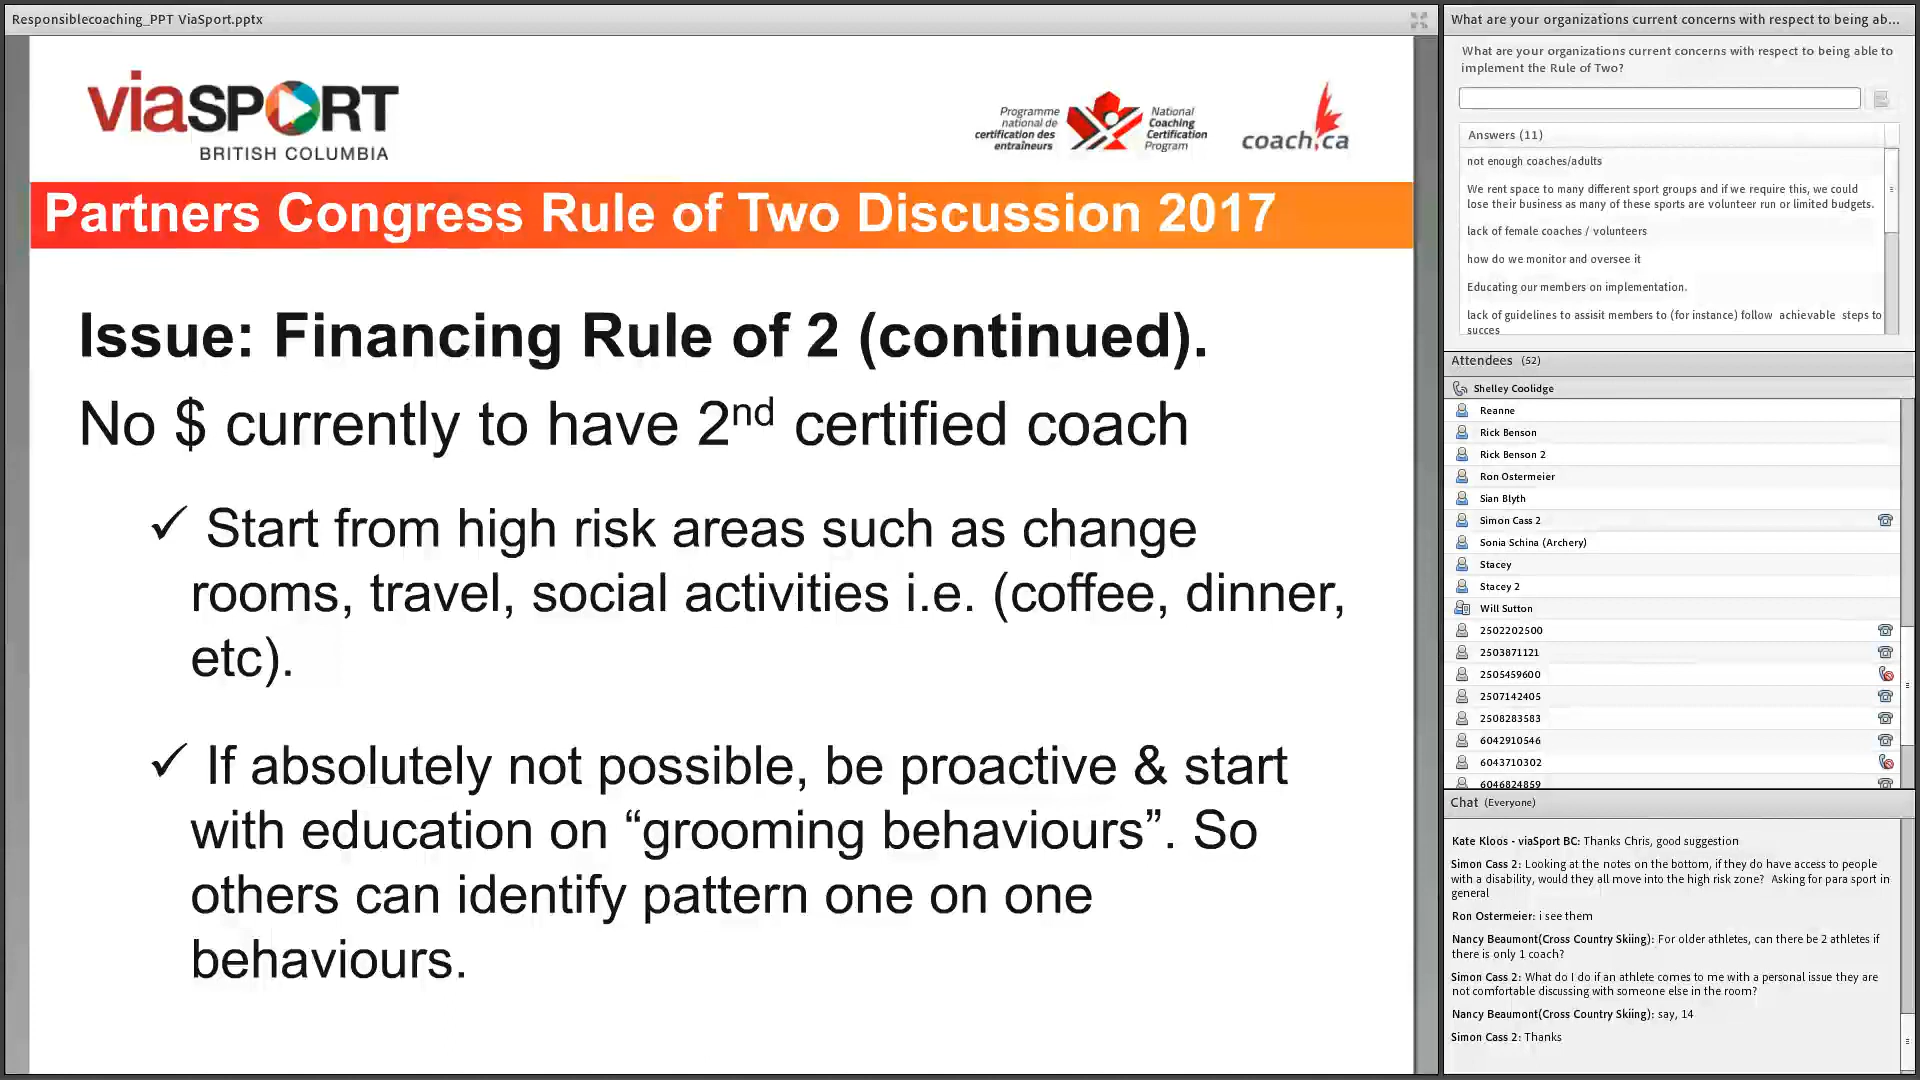 Responsiblecoaching_PPT ViaSport.pptx
viaSPORT
BRITISH COLUMBIA
Programme
national de
certification des
entraîneurs
National
Coaching
Certification
Program
coach.ca
Partners Congress Rule of Two Discussion 2017
Issue: Financing Rule of 2 (continued).
No $ currently to have 2nd certified coach
✓ Start from high risk areas such as change
rooms, travel, social activities i.e. (coffee, dinner,
etc).
✓ If absolutely not possible, be proactive & start
with education on “grooming behaviours”. So
others can identify pattern one on one
behaviours.
What are your organizations current concerns with respect to being ab...
What are your organizations current concerns with respect to being able to
implement the Rule of Two?
Answers (11)
not enough coaches/adults
We rent space to many different sport groups and if we require this, we could
lose their business as many of these sports are volunteer run or limited budgets.
lack of female coaches / volunteers
how do we monitor and oversee it
Educating our members on implementation.
lack of guidelines to assisit members to (for instance) follow achievable steps to
succes
Attendees (52)
Shelley Coolidge
Reanne
Rick Benson
Rick Benson 2
Ron Ostermeier
Sian Blyth
Simon Cass 2
Sonia Schina (Archery)
Stacey
Stacey 2
Will Sutton
2502202500
2503871121
2505459600
2507142405
2508283583
6042910546
6043710302
6046824859
Chat (Everyone)
Kate Kloos - viaSport BC: Thanks Chris, good suggestion
Simon Cass 2: Looking at the notes on the bottom, if they do have access to people
with a disability, would they all move into the high risk zone? Asking for para sport in
general
Ron Ostermeier: i see them
Nancy Beaumont(Cross Country Skiing): For older athletes, can there be 2 athletes if
there is only 1 coach?
Simon Cass 2: What do I do if an athlete comes to me with a personal issue they are
not comfortable discussing with someone else in the room?
Nancy Beaumont(Cross Country Skiing): say, 14
Simon Cass 2: Thanks